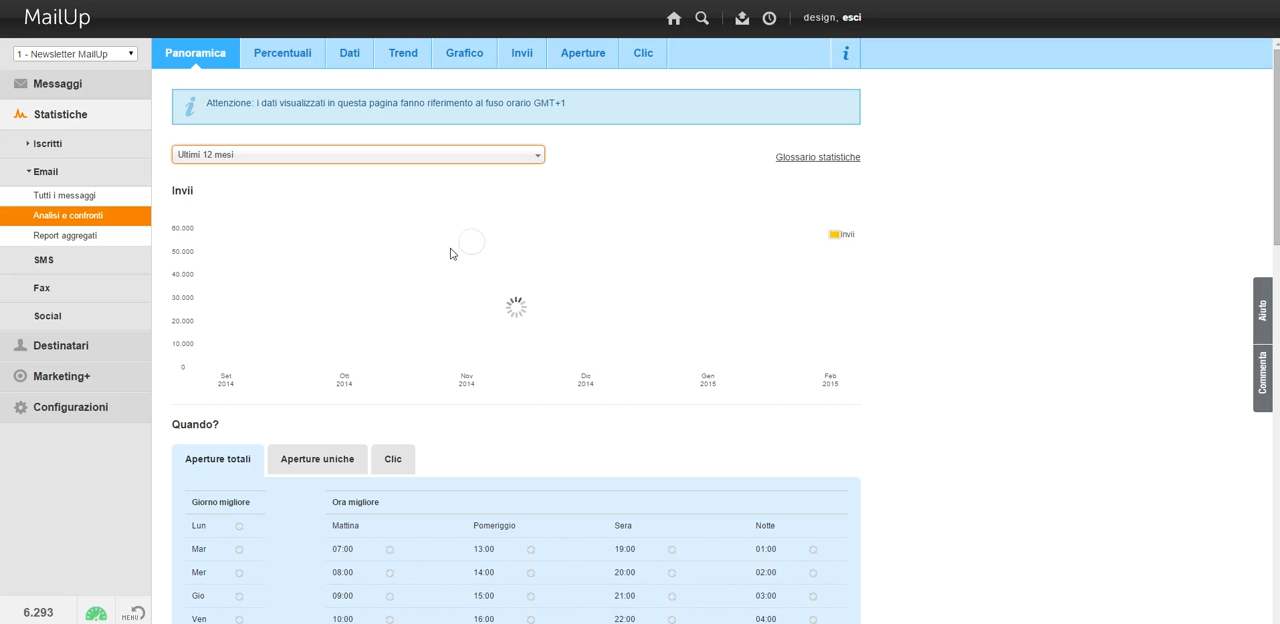 MailUp
design, esci
1 - Newsletter MailUp
Panoramica Percentuali Dati Trend Grafico Invii Aperture Clic i
Messaggi
Statistiche
Iscritti
Email
Tutti i messaggi
Analisi e confronti
Report aggregati
SMS
Fax
Social
Destinatari
Marketing+
Configurazioni
6.293
MENU
i Attenzione: i dati visualizzati in questa pagina fanno riferimento al fuso orario GMT+1
Ultimi 12 mesi
Glossario statistiche
Invii
60.000
50.000
40.000
30.000
20.000
10.000
0
Invii
Set Ott Nov Dic Gen Feb
2014 2014 2014 2014 2015 2015
Quando?
Aperture totali Aperture uniche Clic
Giorno migliore Ora migliore
Lun Mattina Pomeriggio Sera Notte
Mar 07:00 13:00 19:00 01:00
Mer 08:00 14:00 20:00 02:00
Gio 09:00 15:00 21:00 03:00
Ven 10:00 16:00 22:00 04:00
Aiuto
Commenta